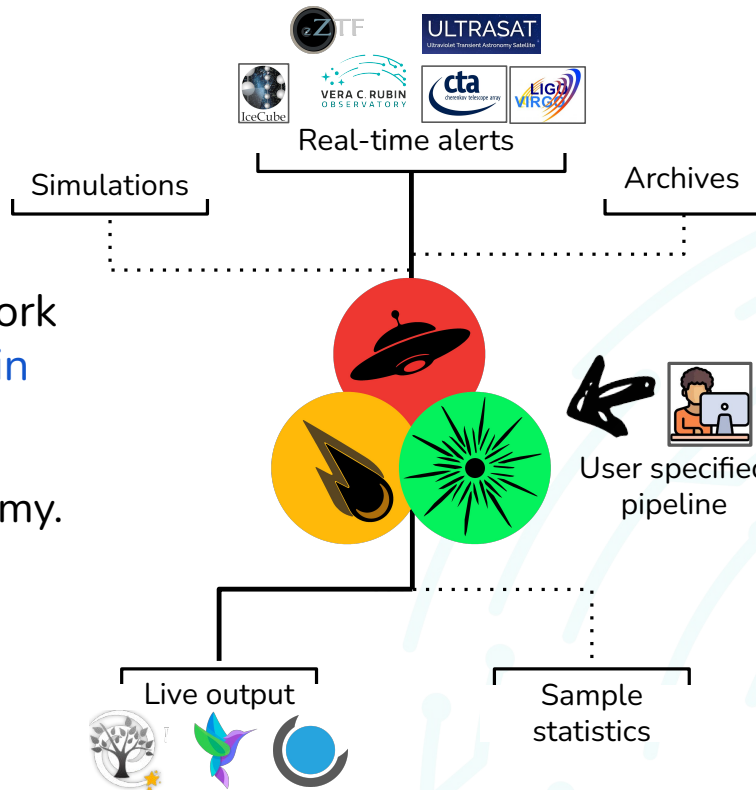 ZTF
ULTRASAT
Ultraviolet Transient Astronomy Satellite
IceCube
VERA C. RUBIN
OBSERVATORY
cta
cherenkov telescope array
LIGO
VIRGO
Real-time alerts
Simulations
Archives
ork
in
my.
User specified
pipeline
Live output
Sample
statistics